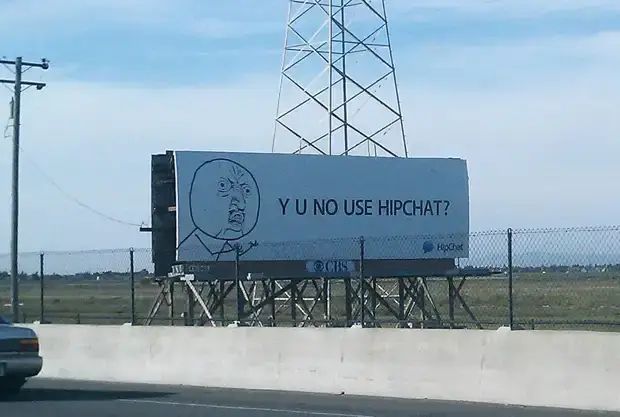 Y U NO USE HIPCHAT?
HipChat
CBS